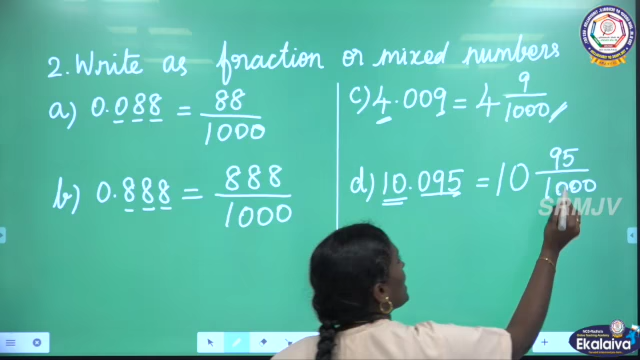 2. Write as fraction or mixed numbers
a) 0.088 = 88/1000
b) 0.888 = 888/1000
c) 4.009 = 4 9/1000
d) 10.095 = 10 95/1000
SRMJV
Ekalaiva